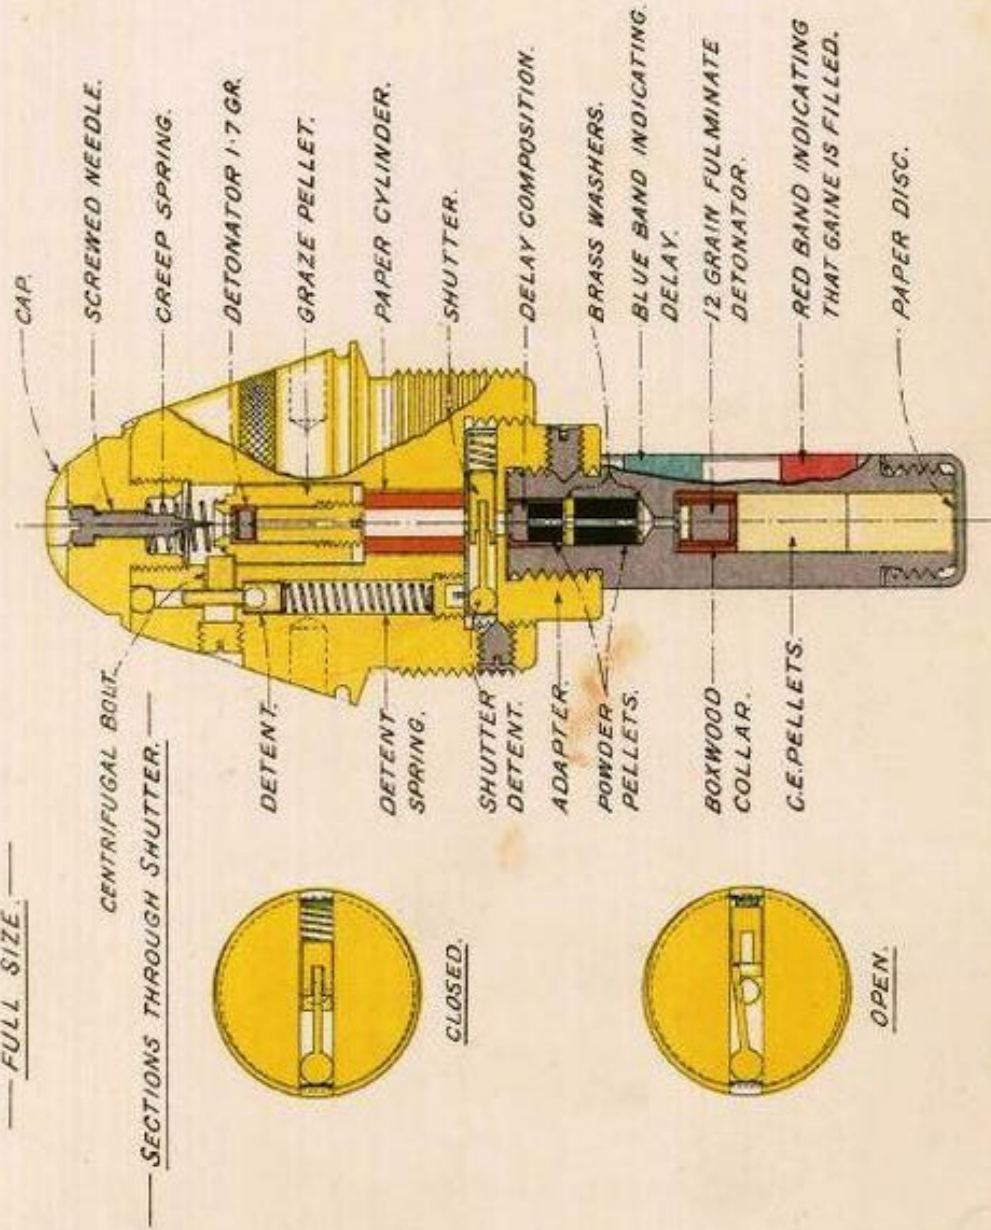 FULL SIZE.
CAP.
SCREWED NEEDLE.
CREEP SPRING.
DETONATOR 1·7 GR.
GRAZE PELLET.
PAPER CYLINDER.
SHUTTER.
DELAY COMPOSITION.
BRASS WASHERS.
BLUE BAND INDICATING
DELAY.
12 GRAIN FULMINATE
DETONATOR.
RED BAND INDICATING
THAT GAINE IS FILLED.
PAPER DISC.
CENTRIFUGAL BOLT.
DETENT.
DETENT
SPRING.
SHUTTER
DETENT.
ADAPTER.
POWDER
PELLETS.
BOXWOOD
COLLAR.
C.E.PELLETS.
SECTIONS THROUGH SHUTTER.
CLOSED.
OPEN.